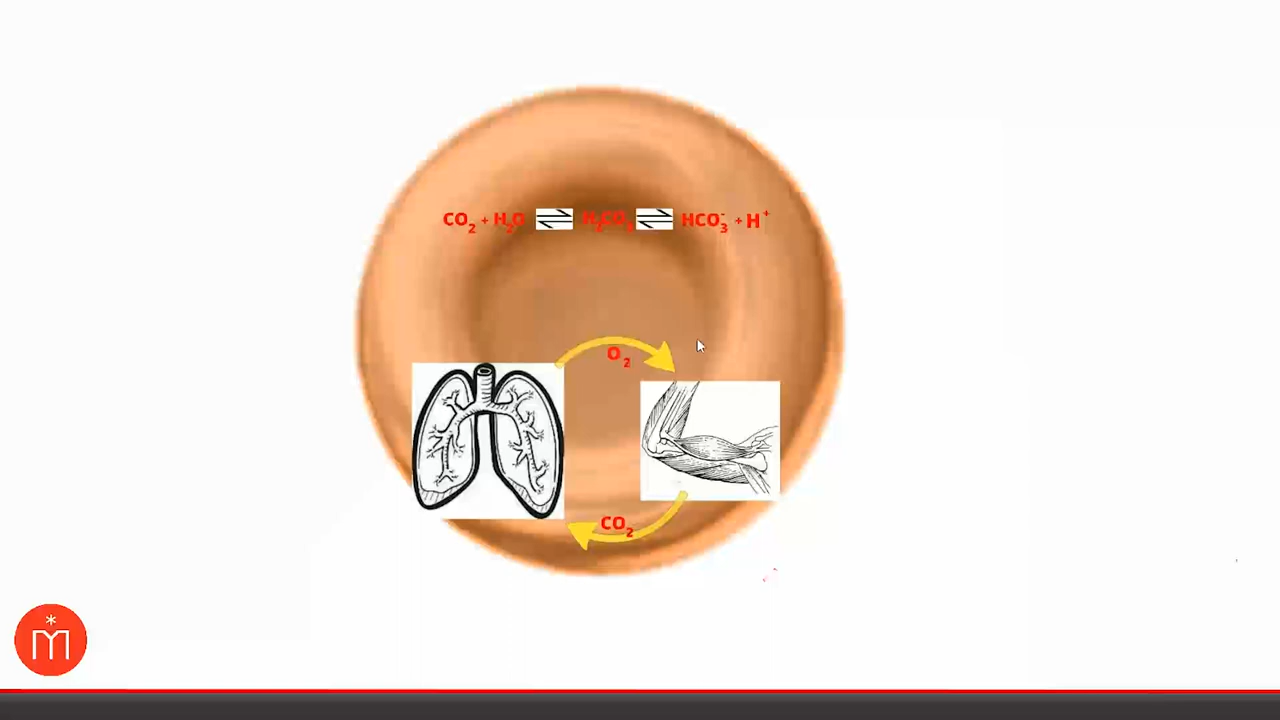 CO₂ + H₂O ⇌ H₂CO₃ ⇌ HCO₃⁻ + H⁺
O₂
CO₂